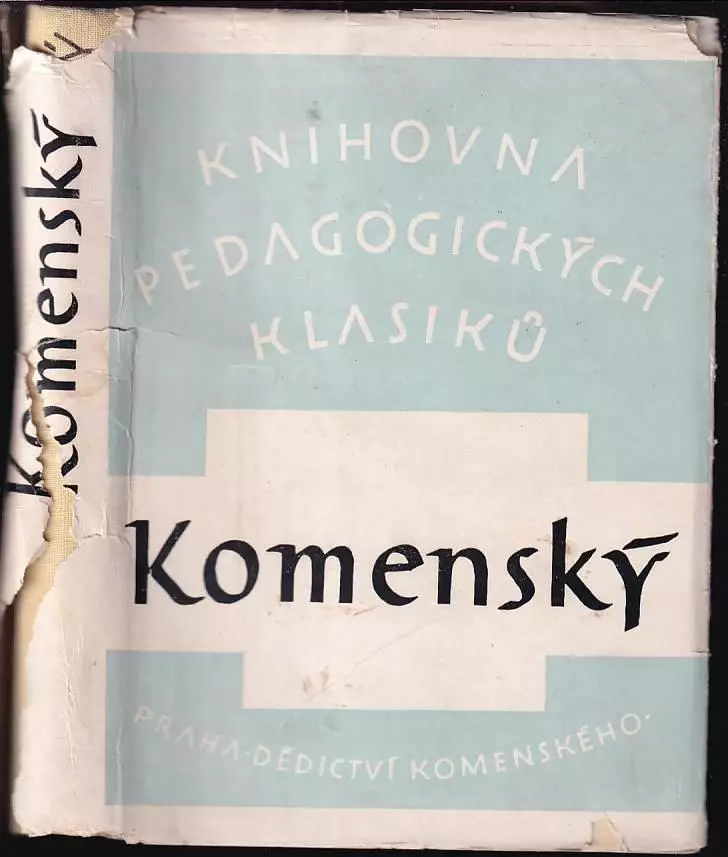 KNIHOVNA
PEDAGOGICKÝCH
KLASIKŮ
Komenský
PRAHA·DĚDICTVÍ KOMENSKÉHO·
Komenský